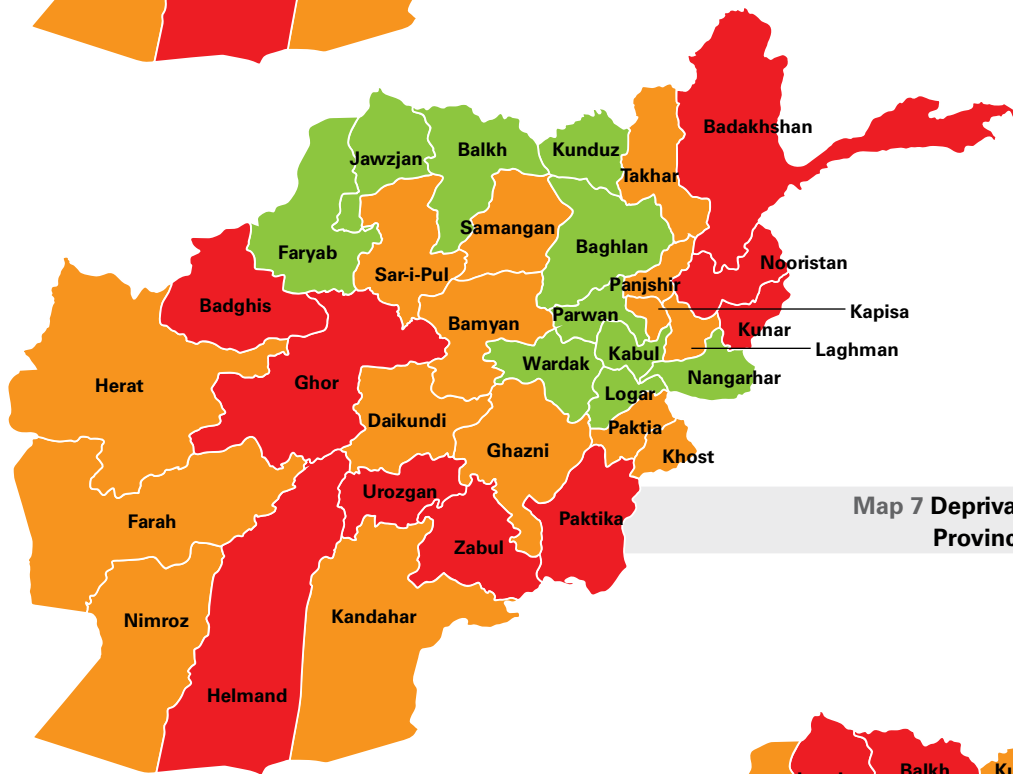 Badakhshan
Jawzjan
Balkh
Kunduz
Takhar
Samangan
Baghlan
Faryab
Sar-i-Pul
Nooristan
Panjshir
Badghis
Parwan
Kapisa
Bamyan
Kunar
Laghman
Wardak
Kabul
Nangarhar
Herat
Ghor
Logar
Daikundi
Paktia
Ghazni
Khost
Urozgan
Map 7 Depriva
Provinc
Farah
Paktika
Zabul
Nimroz
Kandahar
Helmand
Balkh
Ku